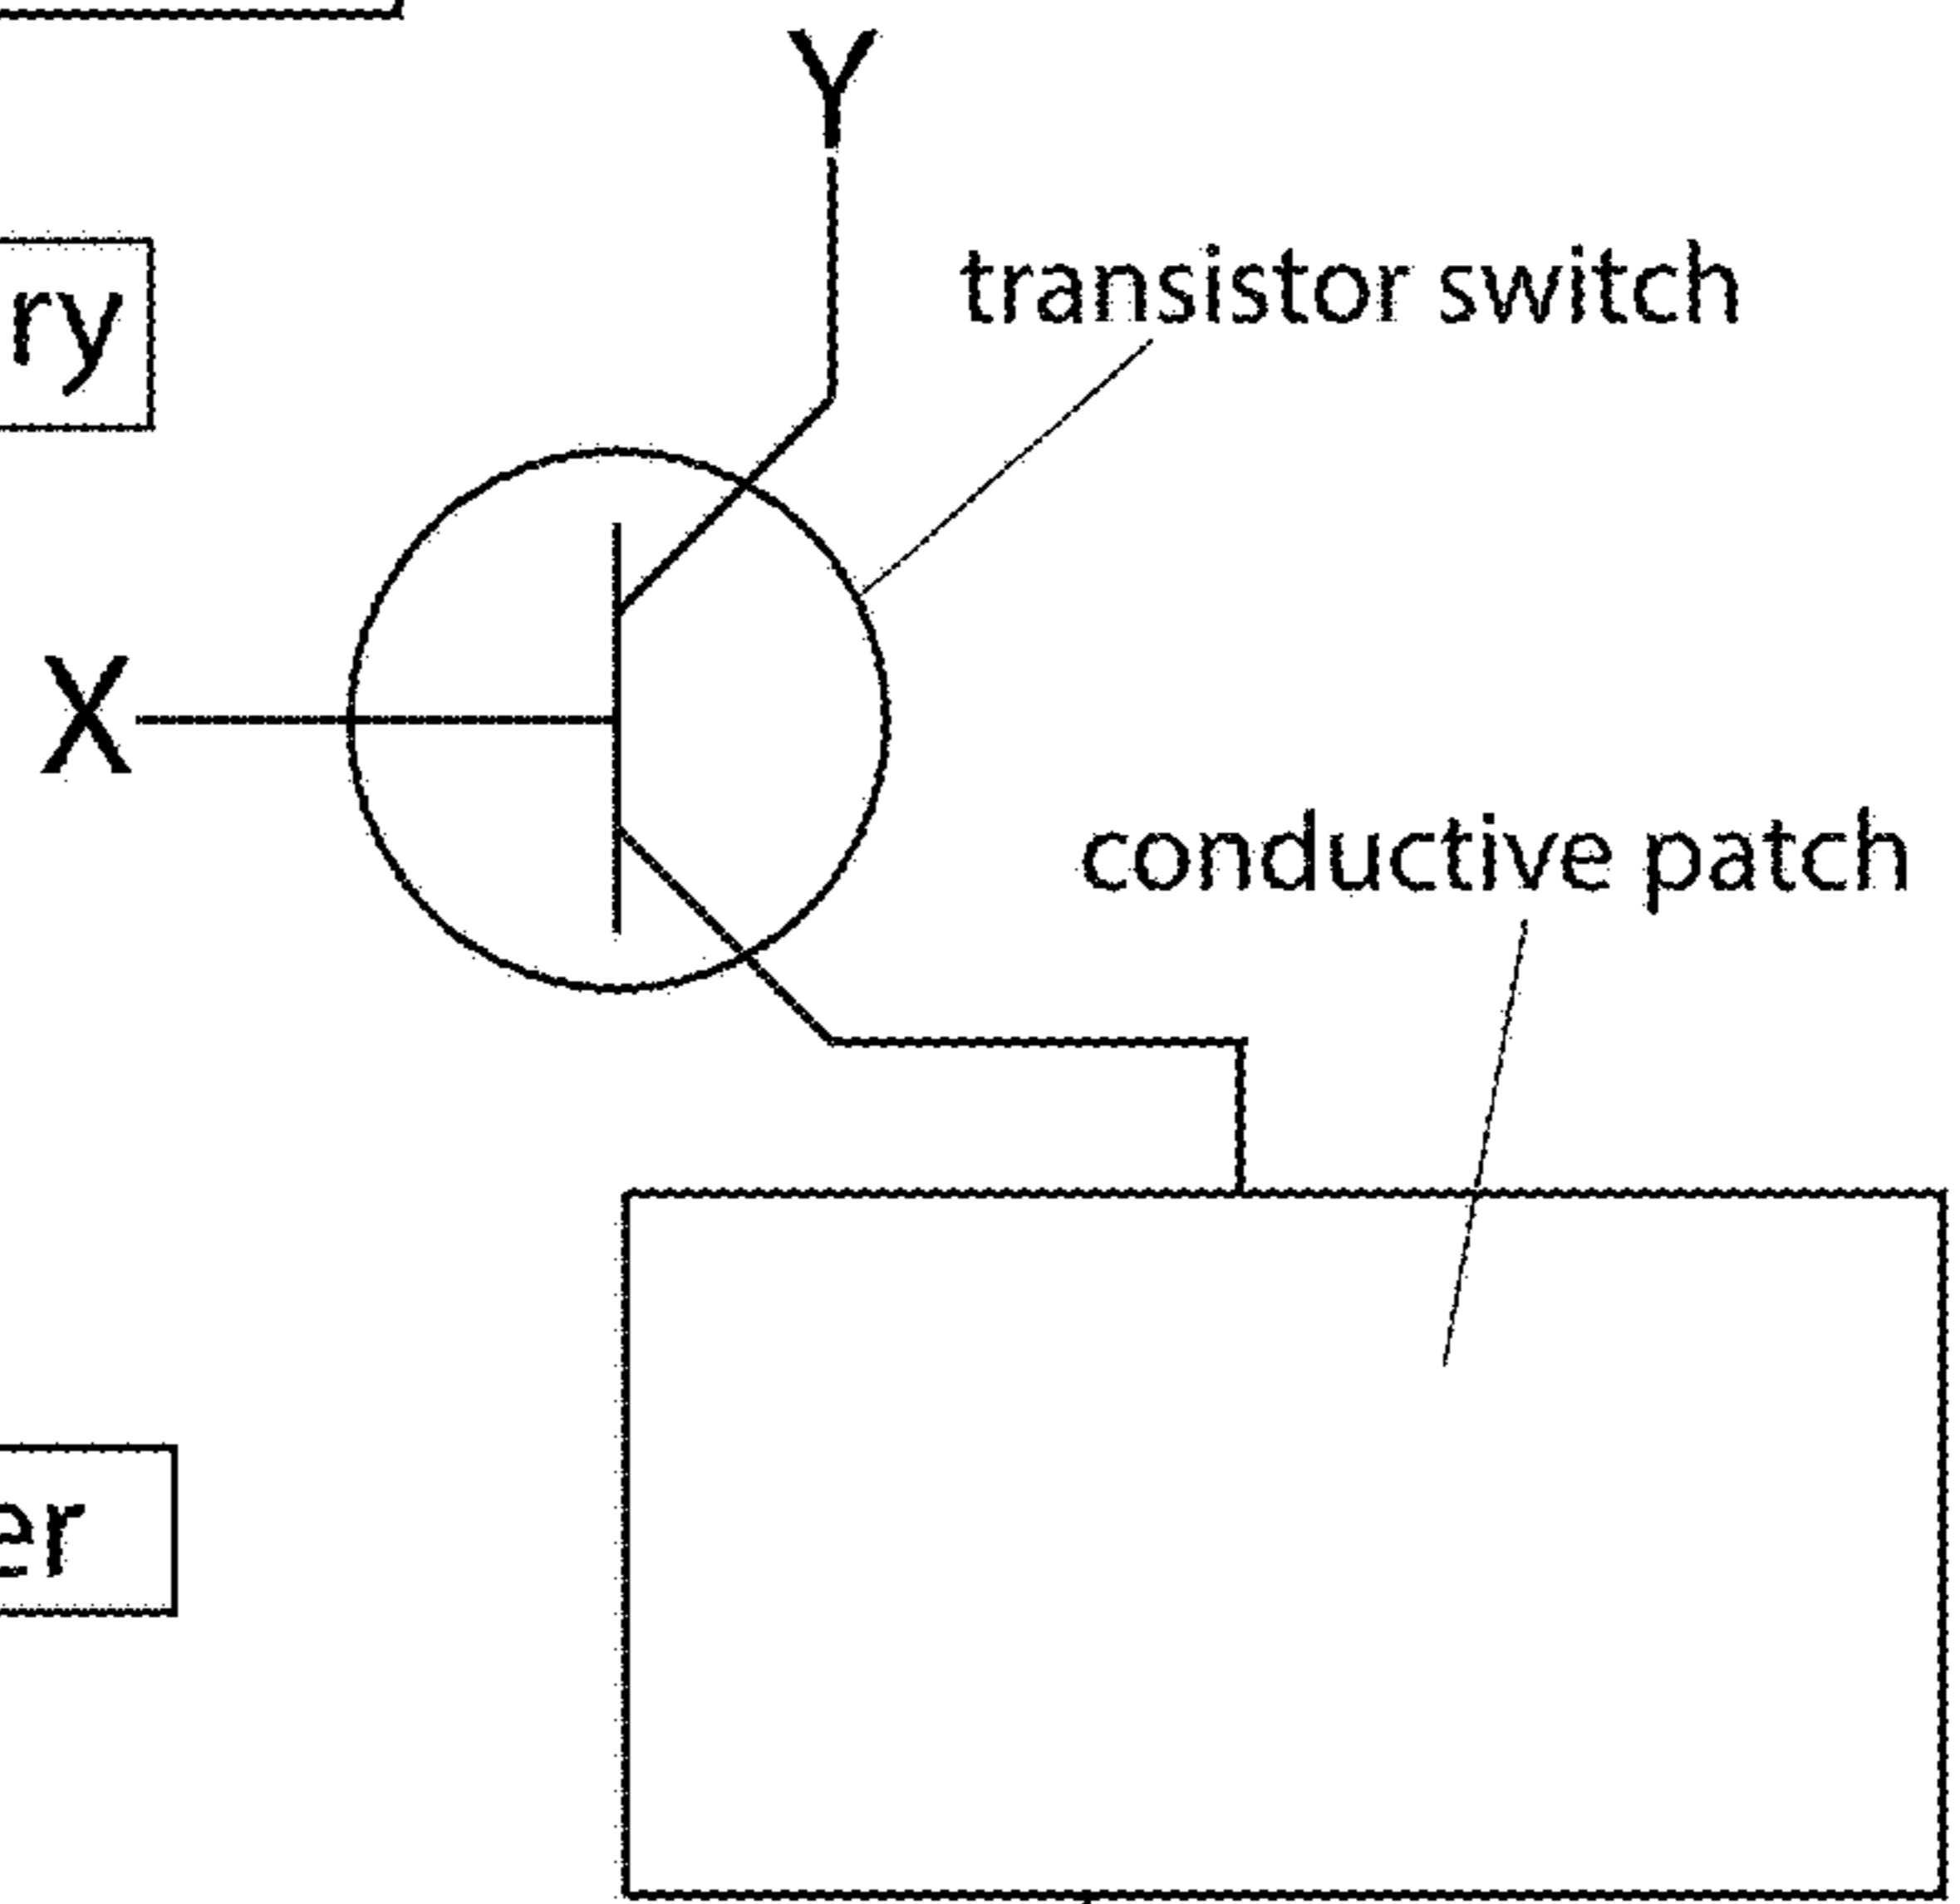 Y
transistor switch
ry
X
conductive patch
er